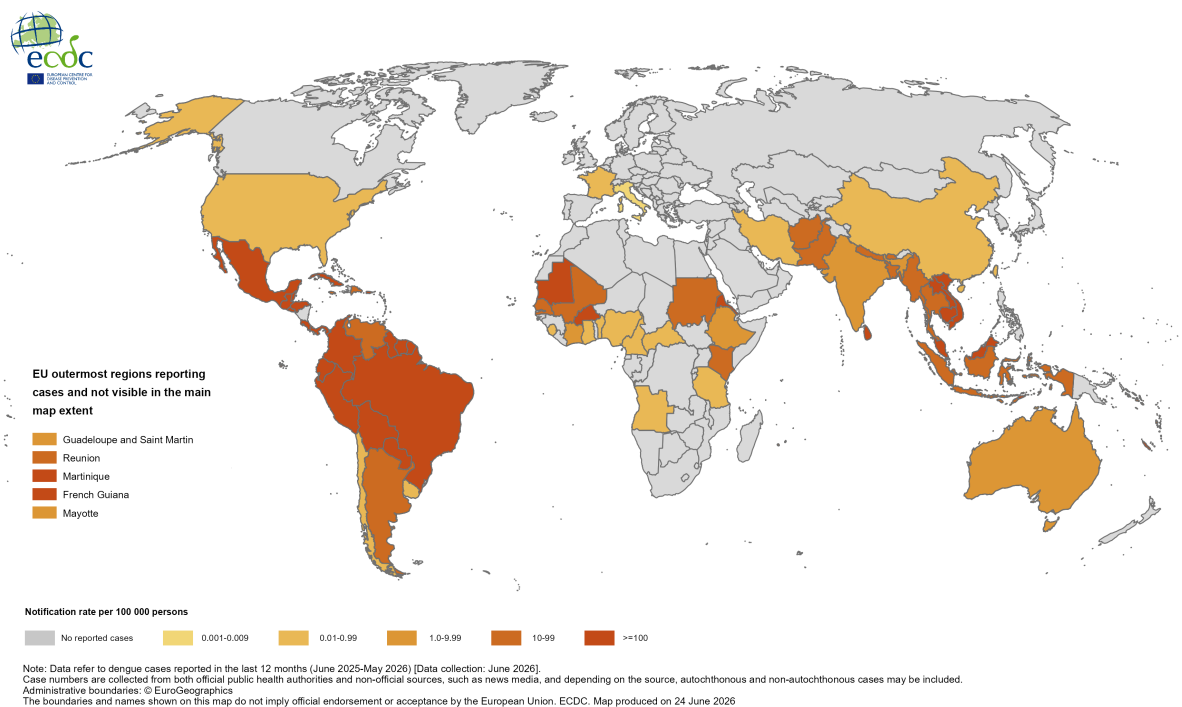 ecdc
EUROPEAN CENTRE FOR
DISEASE PREVENTION
AND CONTROL
EU outermost regions reporting
cases and not visible in the main
map extent
Guadeloupe and Saint Martin
Reunion
Martinique
French Guiana
Mayotte
Notification rate per 100 000 persons
No reported cases
0.001-0.009
0.01-0.99
1.0-9.99
10-99
>=100
Note: Data refer to dengue cases reported in the last 12 months (June 2025-May 2026) [Data collection: June 2026].
Case numbers are collected from both official public health authorities and non-official sources, such as news media, and depending on the source, autochthonous and non-autochthonous cases may be included.
Administrative boundaries: © EuroGeographics
The boundaries and names shown on this map do not imply official endorsement or acceptance by the European Union. ECDC. Map produced on 24 June 2026